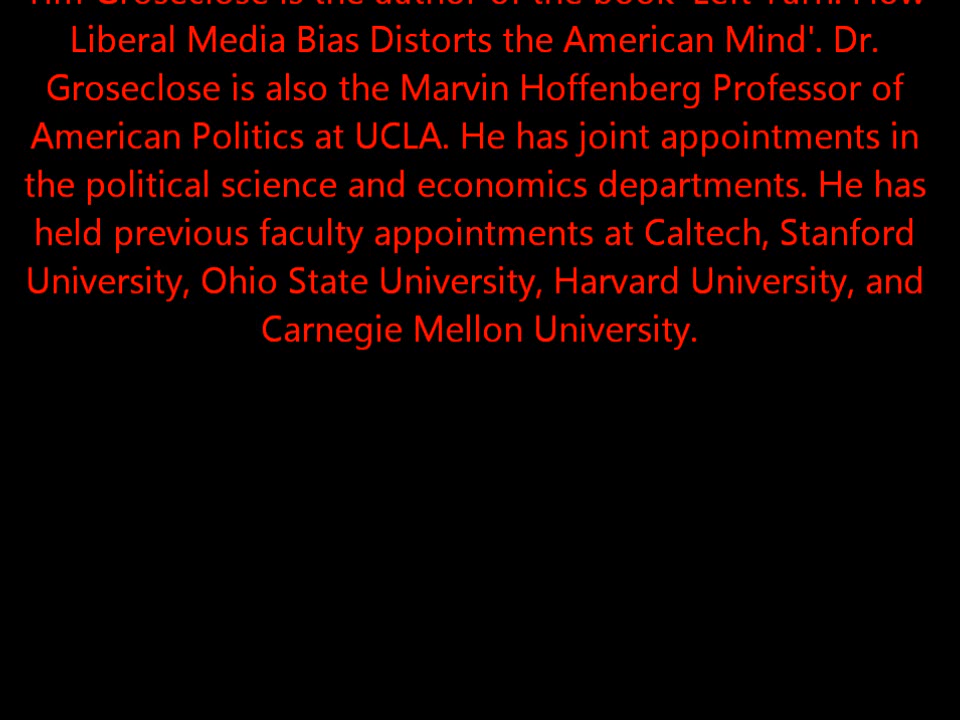 Tim Groseclose is the author of the book 'Left Turn: How
Liberal Media Bias Distorts the American Mind'. Dr.
Groseclose is also the Marvin Hoffenberg Professor of
American Politics at UCLA. He has joint appointments in
the political science and economics departments. He has
held previous faculty appointments at Caltech, Stanford
University, Ohio State University, Harvard University, and
Carnegie Mellon University.